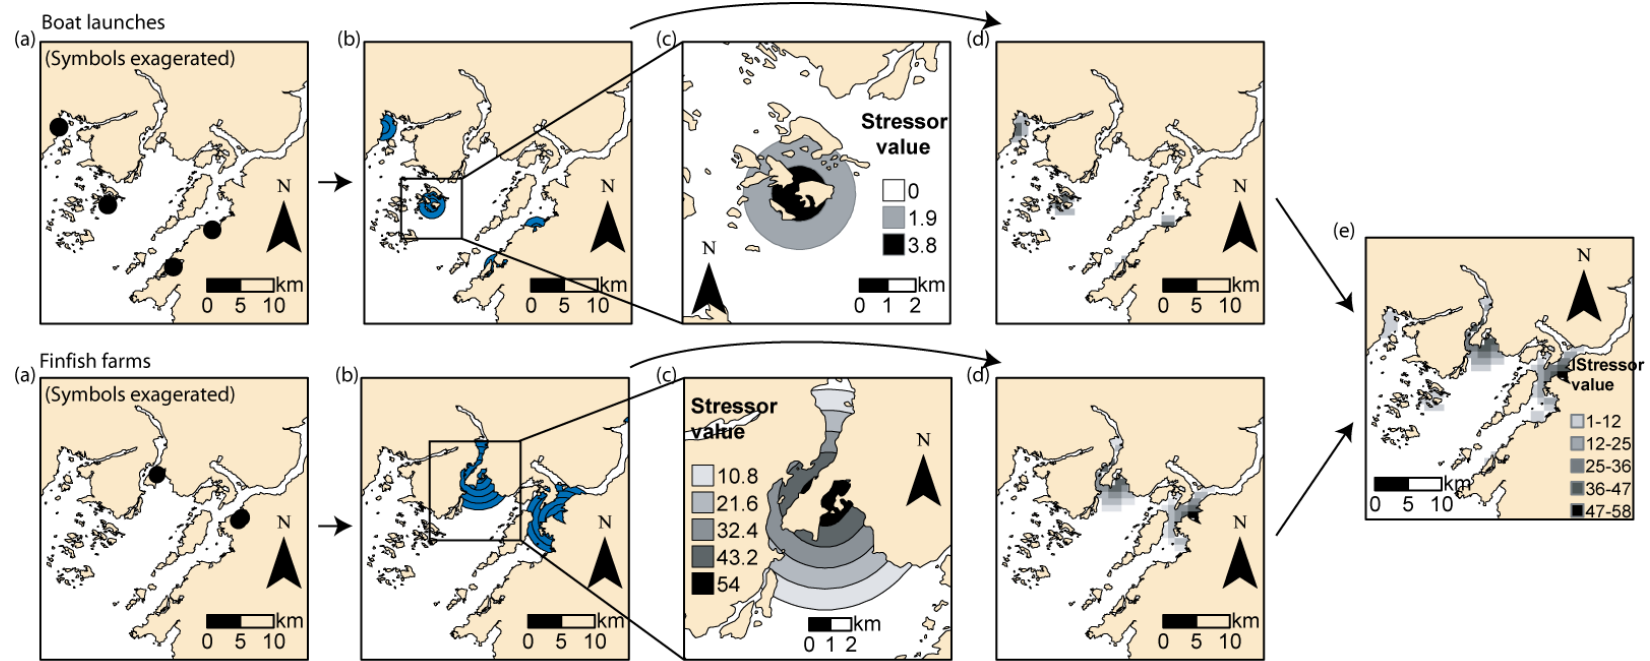 Boat launches
(a)
(Symbols exagerated)
N
km
0 5 10
(b)
N
km
0 5 10
(c)
Stressor
value
0
1.9
3.8
N
km
0 1 2
(d)
N
km
0 5 10
Finfish farms
(a)
(Symbols exagerated)
N
km
0 5 10
(b)
N
km
0 5 10
(c)
Stressor
value
10.8
21.6
32.4
43.2
54
N
km
0 1 2
(d)
N
km
0 5 10
(e)
N
Stressor
value
1-12
12-25
25-36
36-47
47-58
km
0 5 10